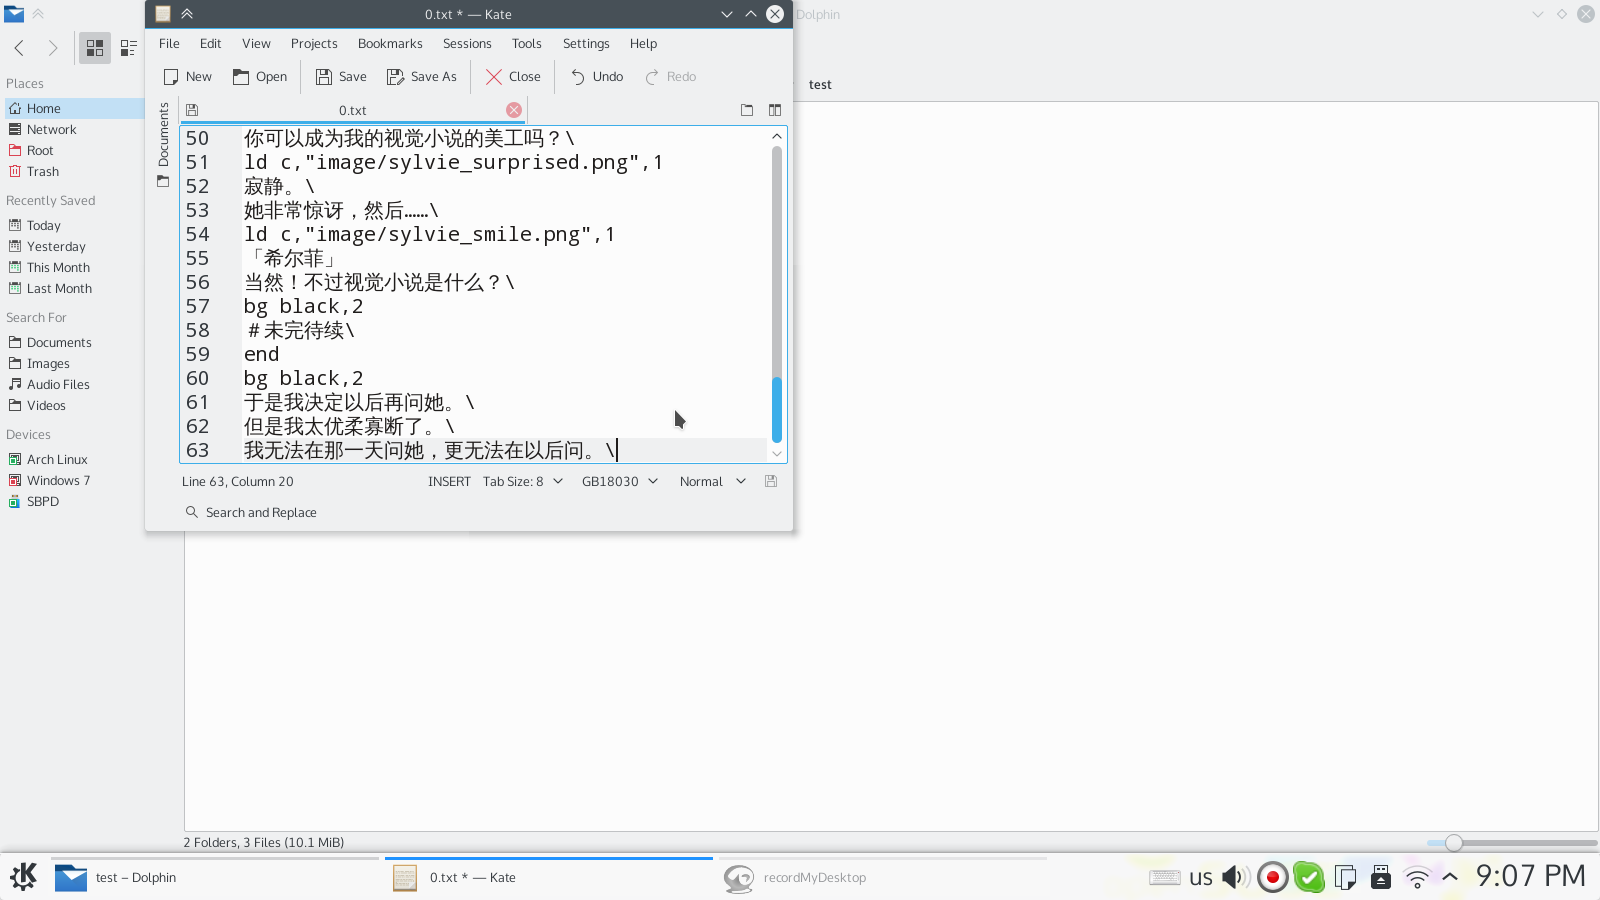 0.txt * — Kate
Dolphin
File Edit View Projects Bookmarks Sessions Tools Settings Help
New Open Save Save As Close Undo Redo
test
Places
Home
Network
Root
Trash
Recently Saved
Today
Yesterday
This Month
Last Month
Search For
Documents
Images
Audio Files
Videos
Devices
Arch Linux
Windows 7
SBPD
Documents
0.txt
50 你可以成为我的视觉小说的美工吗？\
51 ld c,"image/sylvie_surprised.png",1
52 寂静。\
53 她非常惊讶，然后……\
54 ld c,"image/sylvie_smile.png",1
55 「希尔菲」
56 当然！不过视觉小说是什么？\
57 bg black,2
58 ＃未完待续\
59 end
60 bg black,2
61 于是我决定以后再问她。\
62 但是我太优柔寡断了。\
63 我无法在那一天问她，更无法在以后问。\
Line 63, Column 20 INSERT Tab Size: 8 GB18030 Normal
Search and Replace
2 Folders, 3 Files (10.1 MiB)
test – Dolphin
0.txt * — Kate
recordMyDesktop
us
9:07 PM